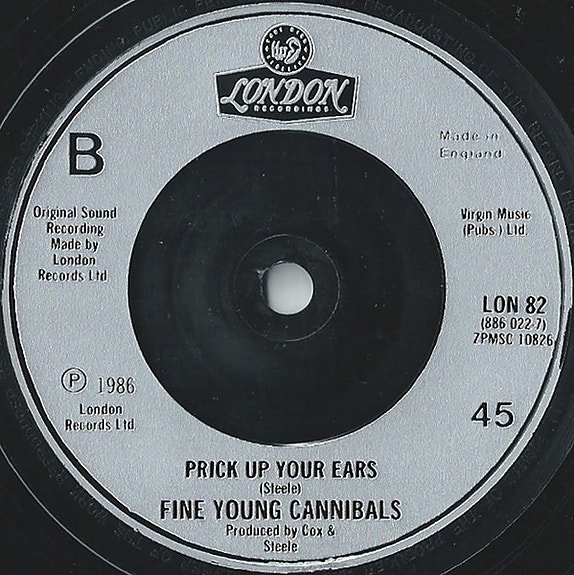 LONDON
RECORDINGS
B
Made in
England
Original Sound
Recording
Made by
London
Records Ltd
Virgin Music
(Pubs.) Ltd.
LON 82
(886 022-7)
ZPMSC 10826
℗ 1986
London
Records Ltd
45
PRICK UP YOUR EARS
(Steele)
FINE YOUNG CANNIBALS
Produced by Cox &
Steele